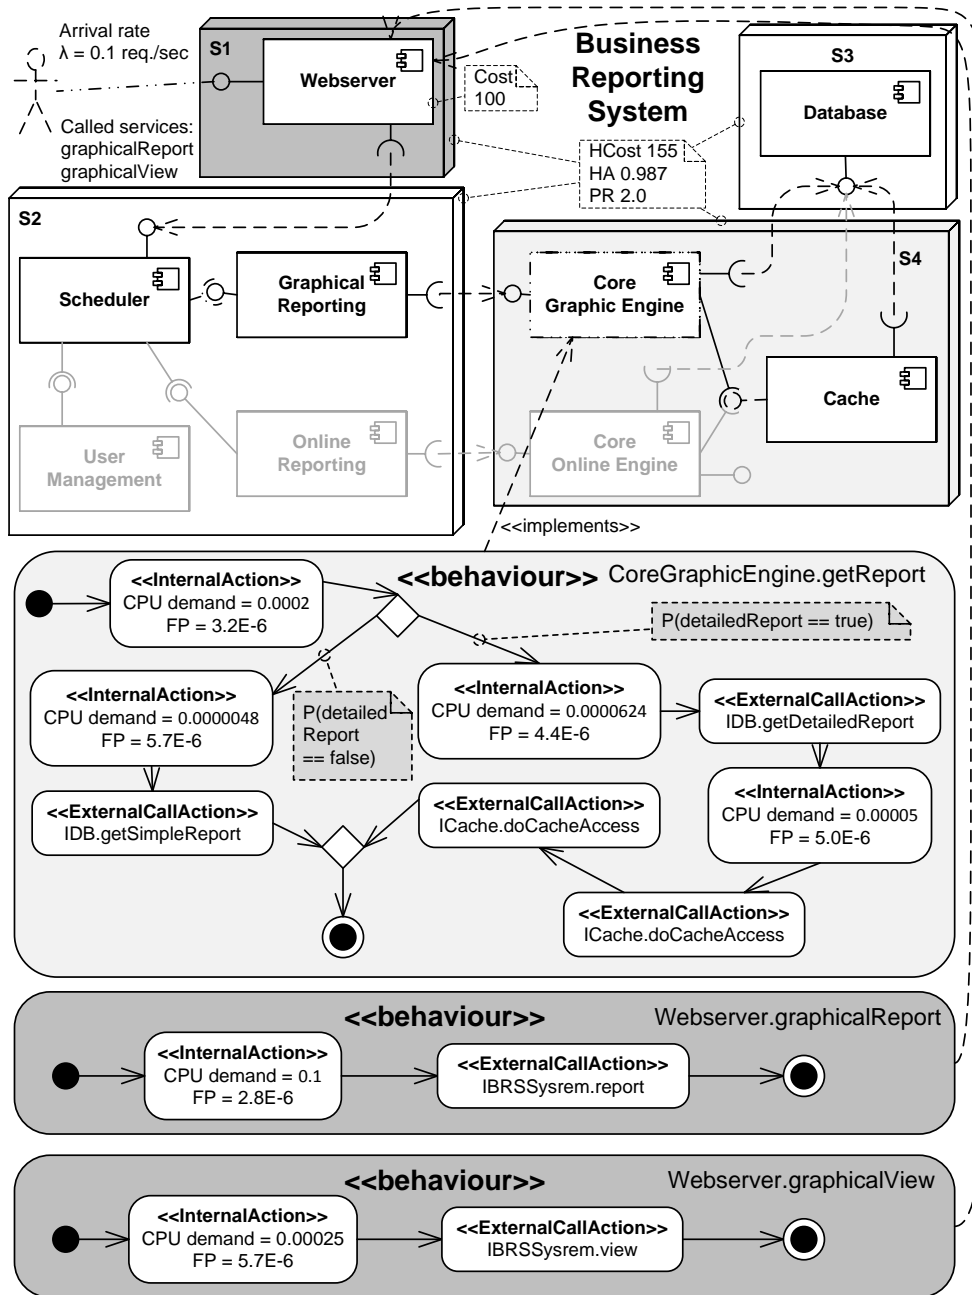 Arrival rate
λ = 0.1 req./sec
Called services:
graphicalReport
graphicalView
S1
Webserver
Cost
100
Business
Reporting
System
S3
Database
HCost 155
HA 0.987
PR 2.0
S2
Scheduler
Graphical
Reporting
User
Management
Online
Reporting
S4
Core
Graphic Engine
Cache
Core
Online Engine
<<implements>>
<<behaviour>> CoreGraphicEngine.getReport
<<InternalAction>>
CPU demand = 0.0002
FP = 3.2E-6
P(detailedReport == true)
<<InternalAction>>
CPU demand = 0.0000048
FP = 5.7E-6
P(detailed
Report
== false)
<<InternalAction>>
CPU demand = 0.0000624
FP = 4.4E-6
<<ExternalCallAction>>
IDB.getDetailedReport
<<ExternalCallAction>>
IDB.getSimpleReport
<<ExternalCallAction>>
ICache.doCacheAccess
<<InternalAction>>
CPU demand = 0.00005
FP = 5.0E-6
<<ExternalCallAction>>
ICache.doCacheAccess
<<behaviour>> Webserver.graphicalReport
<<InternalAction>>
CPU demand = 0.1
FP = 2.8E-6
<<ExternalCallAction>>
IBRSSysrem.report
<<behaviour>> Webserver.graphicalView
<<InternalAction>>
CPU demand = 0.00025
FP = 5.7E-6
<<ExternalCallAction>>
IBRSSysrem.view